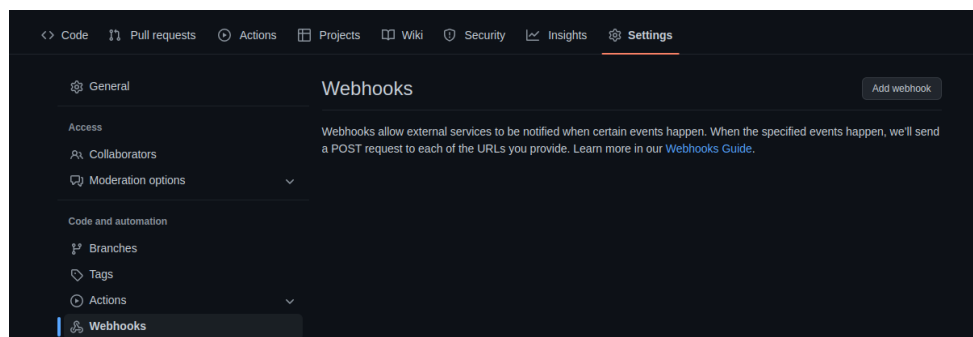 Code Pull requests Actions Projects Wiki Security Insights Settings
General
Access
Collaborators
Moderation options
Code and automation
Branches
Tags
Actions
Webhooks
Webhooks
Add webhook
Webhooks allow external services to be notified when certain events happen. When the specified events happen, we'll send
a POST request to each of the URLs you provide. Learn more in our Webhooks Guide.